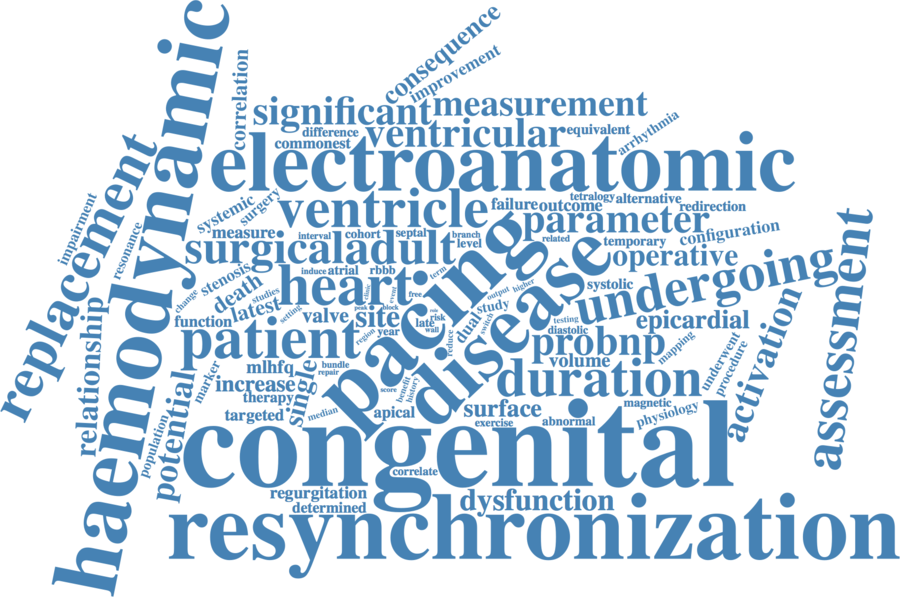 consequence
improvement
haemodynamic
correlation
significant
measurement
difference
ventricular
equivalent
commonest
arrhythmia
electroanatomic
replacement
impairment
resonance
systemic
surgery
ventricle
failure
outcome
tetralogy
alternative
redirection
parameter
measure
interval
cohort
septal
branch
level
related
temporary
configuration
surgical
adult
operative
assessment
stenosis
change
death
studies
induce
atrial
rbbb
term
heart
clinic
event
free
pacing
disease
output
higher
systolic
undergoing
latest
setting
function
valve
site
block
peak
risk
late
wall
year
region
dual
study
switch
testing
diastolic
epicardial
patient
reduce
probnp
volume
mapping
underwent
procedure
activation
relationship
potential
population
market
mlhfq
bundle
repair
increase
therapy
targeted
single
median
score
benefit
history
apical
duration
surface
exercise
abnormal
magnetic
physiology
congenital
correlate
regurgitation
determined
dysfunction
resynchronization